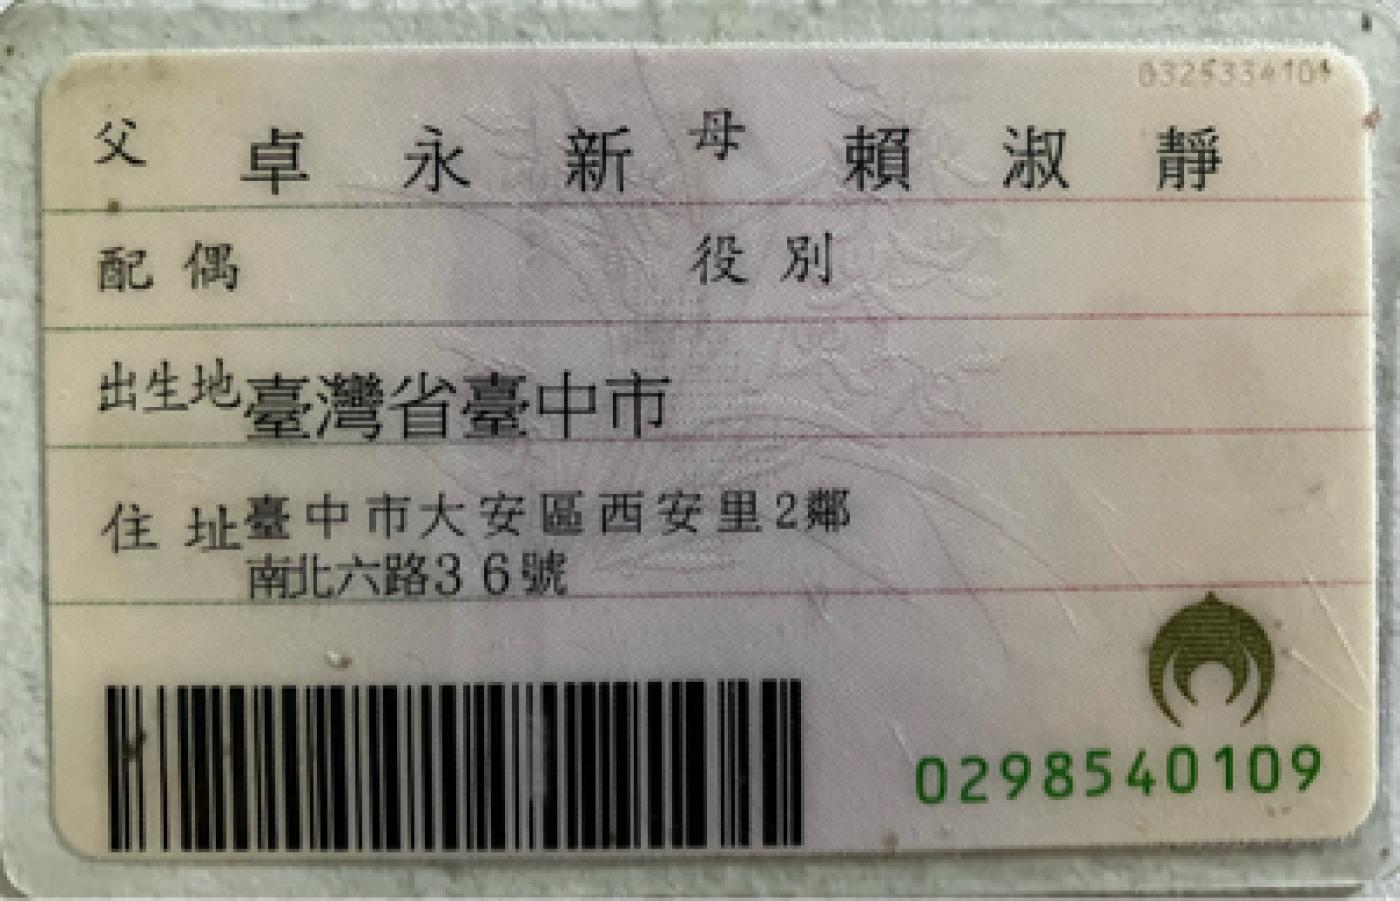 0325334109
父 卓永新 母 賴淑靜
配偶 役別
出生地 臺灣省臺中市
住址 臺中市大安區西安里2鄰
南北六路36號
0298540109